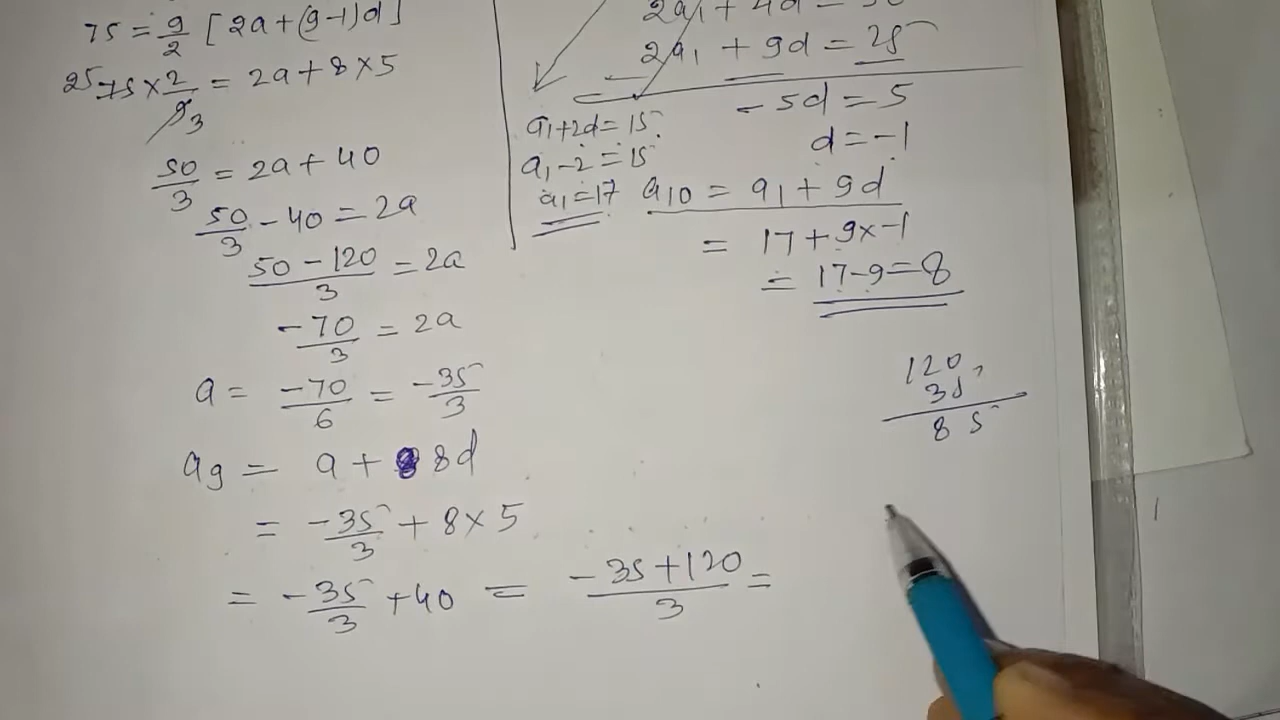 75 = 9/2 [2a+(9-1)d]
25 75 × 2/9 3 = 2a+8×5
50/3 = 2a+40
50/3 - 40 = 2a
50-120/3 = 2a
-70/3 = 2a
a = -70/6 = -35/3
a9 = a + 8d
= -35/3 + 8×5
= -35/3 + 40 = -35+120/3 =
2a1 + 4d =
2a1 + 9d = 25
-5d = 5
d = -1
a1+2d = 15
a1-2 = 15
a1 = 17
a10 = a1 + 9d
= 17+9×-1
= 17-9 = 8
120
35
85